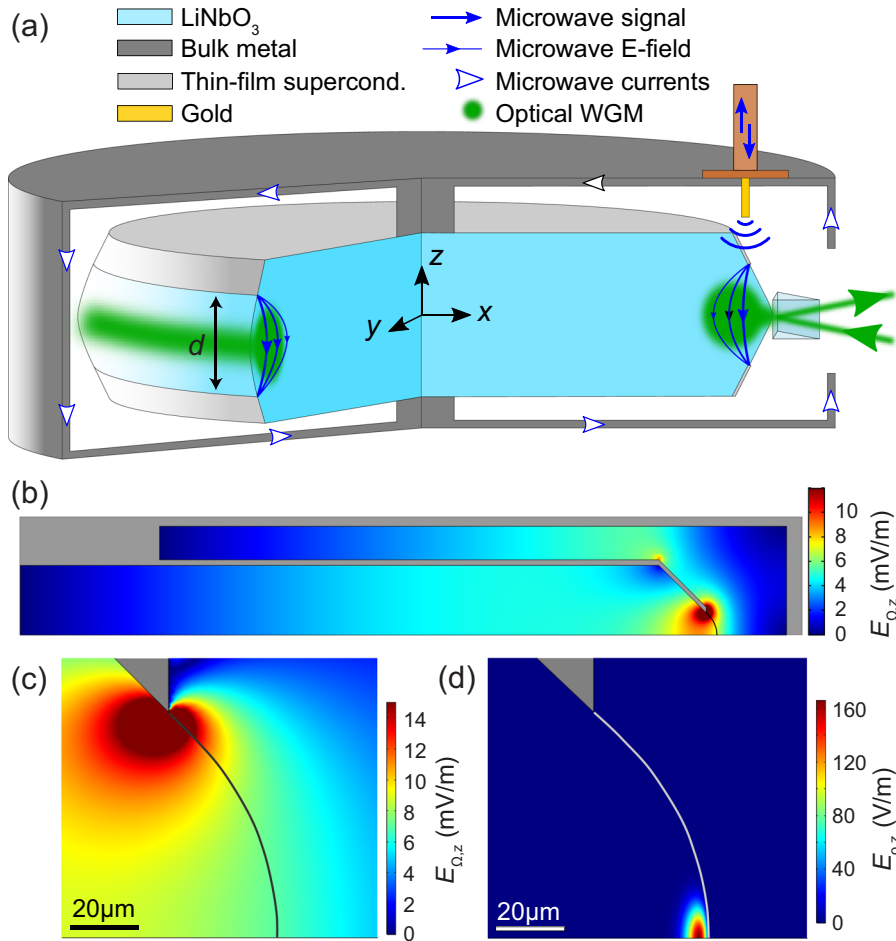 (a)
LiNbO3
Bulk metal
Thin-film supercond.
Gold
Microwave signal
Microwave E-field
Microwave currents
Optical WGM
z
y
x
d
(b)
10
8
6
4
2
0
EΩ,z (mV/m)
(c)
14
12
10
8
6
4
2
0
EΩ,z (mV/m)
20μm
(d)
160
120
80
40
0
EΩ,z (V/m)
20μm